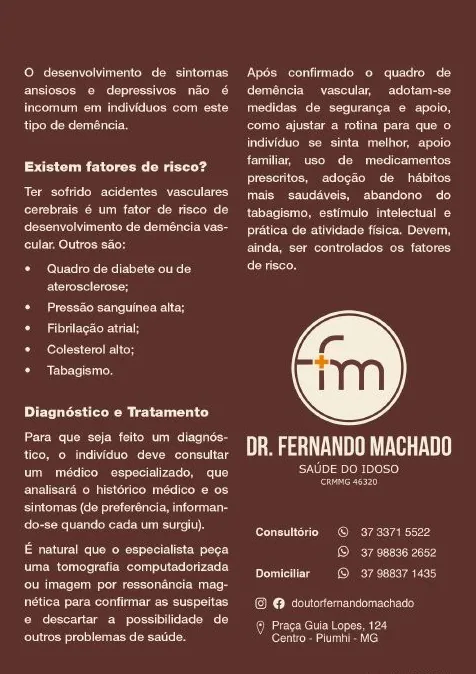 O desenvolvimento de sintomas
ansiosos e depressivos não é
incomum em indivíduos com este
tipo de demência.
Existem fatores de risco?
Ter sofrido acidentes vasculares
cerebrais é um fator de risco de
desenvolvimento de demência vas-
cular. Outros são:
• Quadro de diabete ou de
aterosclerose;
• Pressão sanguínea alta;
• Fibrilação atrial;
• Colesterol alto;
• Tabagismo.
Diagnóstico e Tratamento
Para que seja feito um diagnós-
tico, o indivíduo deve consultar
um médico especializado, que
analisará o histórico médico e os
sintomas (de preferência, informan-
do-se quando cada um surgiu).
É natural que o especialista peça
uma tomografia computadorizada
ou imagem por ressonância mag-
nética para confirmar as suspeitas
e descartar a possibilidade de
outros problemas de saúde.
Após confirmado o quadro de
demência vascular, adotam-se
medidas de segurança e apoio,
como ajustar a rotina para que o
indivíduo se sinta melhor, apoio
familiar, uso de medicamentos
prescritos, adoção de hábitos
mais saudáveis, abandono do
tabagismo, estímulo intelectual e
prática de atividade física. Devem,
ainda, ser controlados os fatores
de risco.
fm
DR. FERNANDO MACHADO
SAÚDE DO IDOSO
CRMMG 46320
Consultório 37 3371 5522
37 98836 2652
Domiciliar 37 98837 1435
doutorfernandomachado
Praça Guia Lopes, 124
Centro - Piumhi - MG